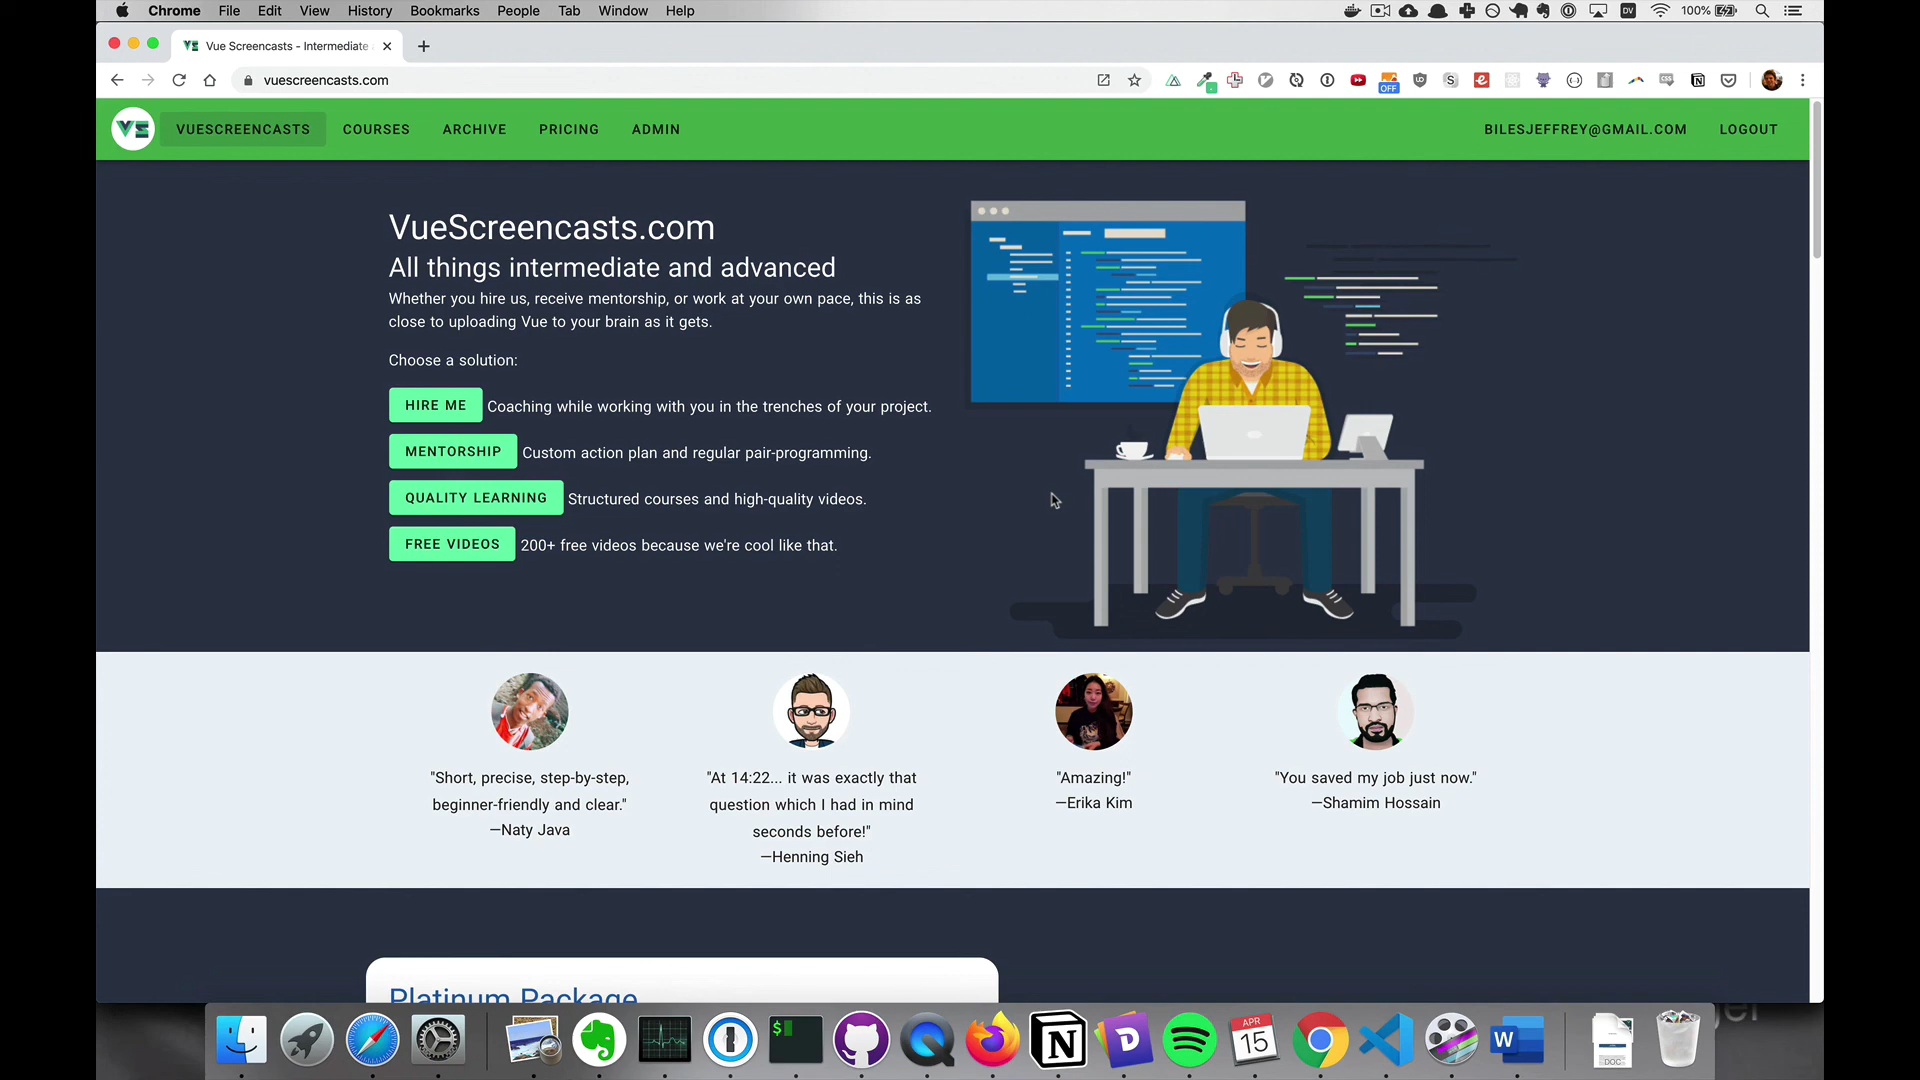 Chrome File Edit View History Bookmarks People Tab Window Help
DV 100%
Vue Screencasts - Intermediate
vuescreencasts.com
OFF
VS VUESCREENCASTS COURSES ARCHIVE PRICING ADMIN BILESJEFFREY@GMAIL.COM LOGOUT
VueScreencasts.com
All things intermediate and advanced
Whether you hire us, receive mentorship, or work at your own pace, this is as
close to uploading Vue to your brain as it gets.
Choose a solution:
HIRE ME Coaching while working with you in the trenches of your project.
MENTORSHIP Custom action plan and regular pair-programming.
QUALITY LEARNING Structured courses and high-quality videos.
FREE VIDEOS 200+ free videos because we're cool like that.
"Short, precise, step-by-step,
beginner-friendly and clear."
—Naty Java
"At 14:22... it was exactly that
question which I had in mind
seconds before!"
—Henning Sieh
"Amazing!"
—Erika Kim
"You saved my job just now."
—Shamim Hossain
Platinum Package
APR
15
DOC